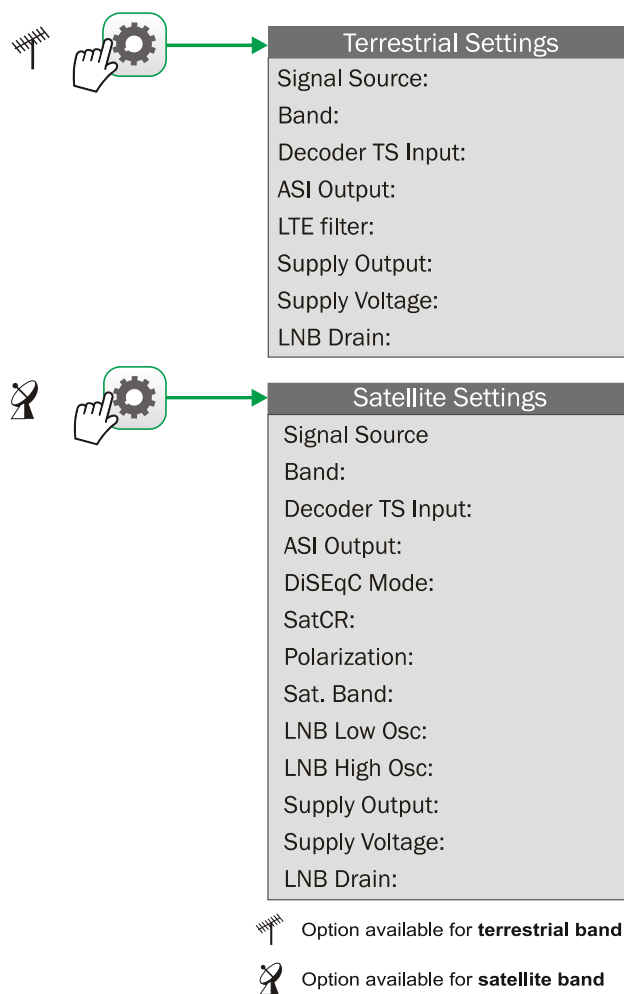 Terrestrial Settings
Signal Source:
Band:
Decoder TS Input:
ASI Output:
LTE filter:
Supply Output:
Supply Voltage:
LNB Drain:
Satellite Settings
Signal Source
Band:
Decoder TS Input:
ASI Output:
DiSEqC Mode:
SatCR:
Polarization:
Sat. Band:
LNB Low Osc:
LNB High Osc:
Supply Output:
Supply Voltage:
LNB Drain:
Option available for terrestrial band
Option available for satellite band